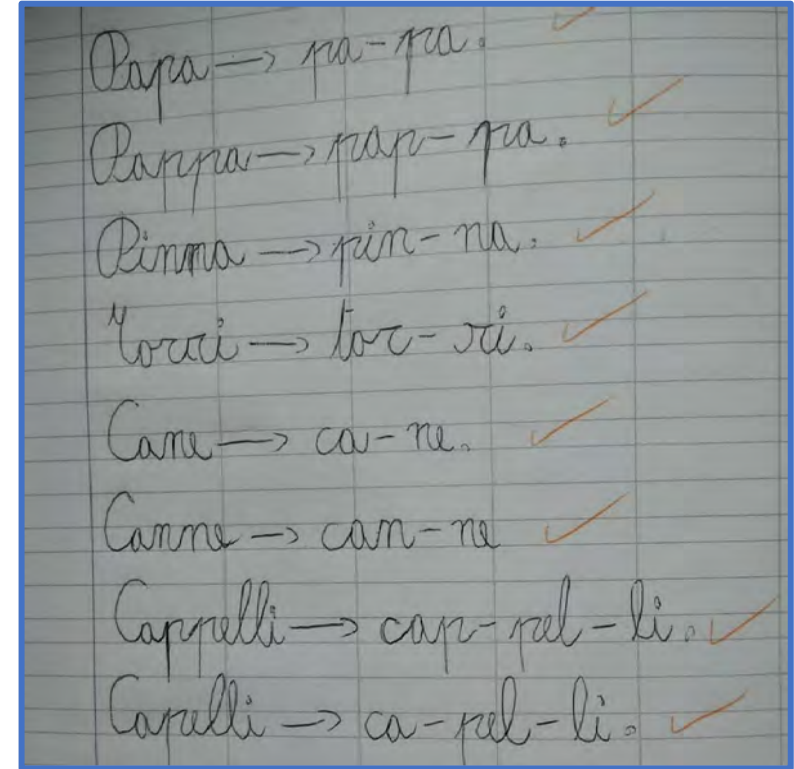 Papa → pa-pa.
Pappa → pap-pa.
Pinna → pin-na.
Torri → tor-ri.
Cane → ca-ne.
Canne → can-ne
Cappelli → cap-pel-li.
Capelli → ca-pel-li.